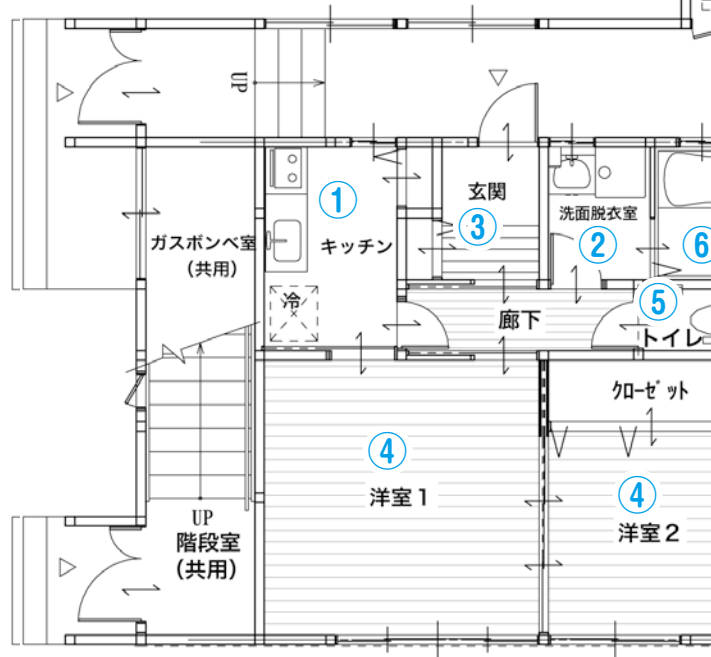 UP
①
玄関
洗面脱衣室
③
②
⑥
ガスボンベ室
(共用)
キッチン
冷
廊下
⑤
トイレ
クローゼット
④
洋室1
④
洋室2
UP
階段室
(共用)